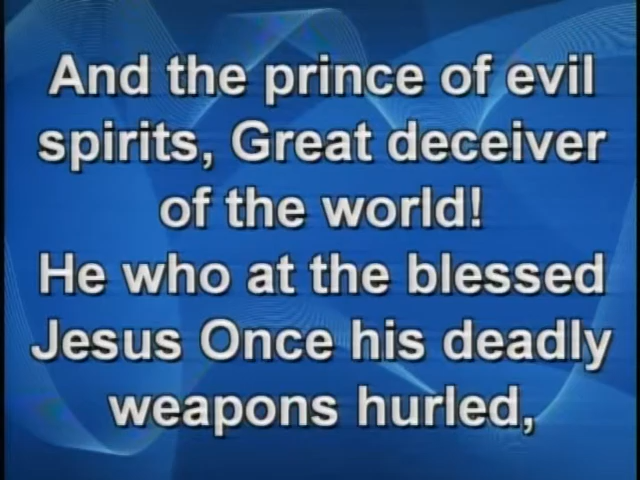 And the prince of evil
spirits, Great deceiver
of the world!
He who at the blessed
Jesus Once his deadly
weapons hurled,